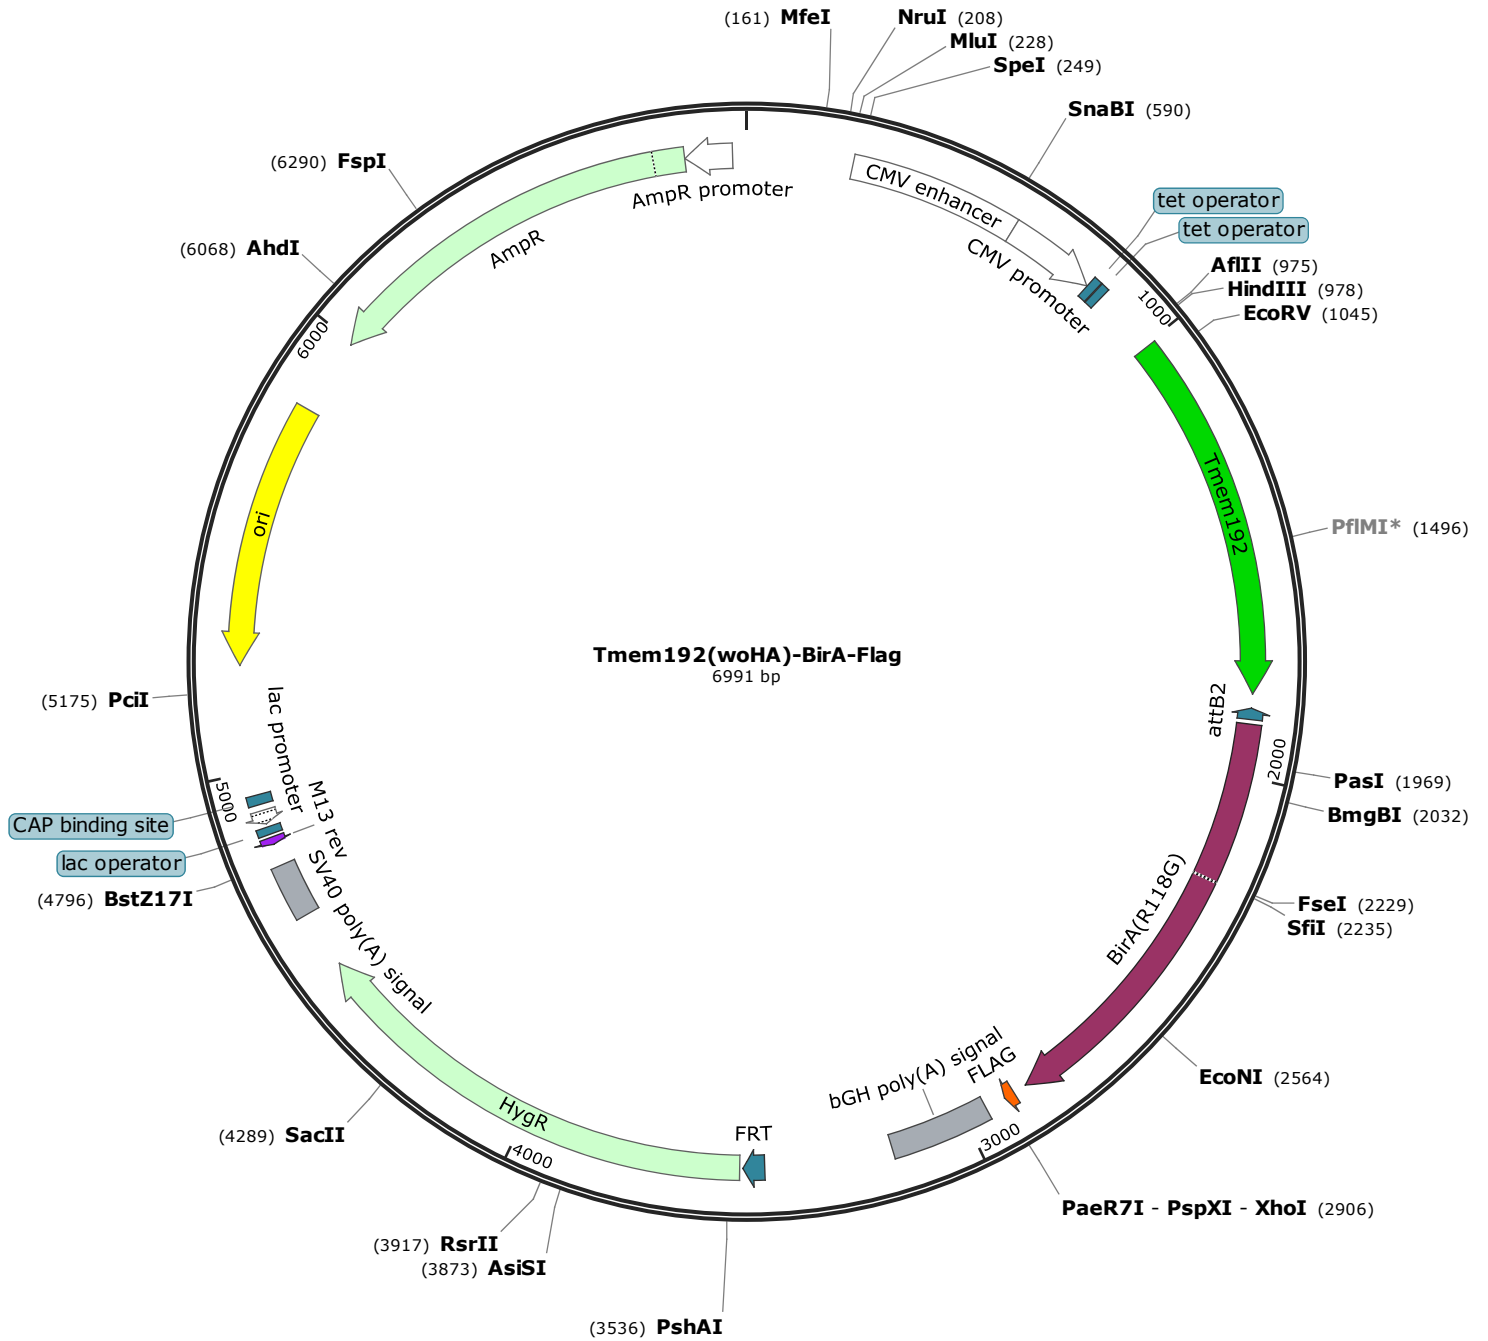 (161) MfeI
NruI (208)
MluI (228)
SpeI (249)
SnaBI (590)
tet operator
tet operator
AflII (975)
HindIII (978)
EcoRV (1045)
1000
PflMI* (1496)
2000
PasI (1969)
BmgBI (2032)
FseI (2229)
SfiI (2235)
EcoNI (2564)
3000
PaeR7I - PspXI - XhoI (2906)
(3536) PshAI
(3873) AsiSI
(3917) RsrII
4000
(4289) SacII
(4796) BstZ17I
lac operator
CAP binding site
5000
(5175) PciI
6000
(6068) AhdI
(6290) FspI
AmpR promoter
AmpR
CMV enhancer
CMV promoter
Tmem192
attB2
BirA(R118G)
FLAG
bGH poly(A) signal
FRT
HygR
SV40 poly(A) signal
M13 rev
lac promoter
ori
Tmem192(woHA)-BirA-Flag
6991 bp